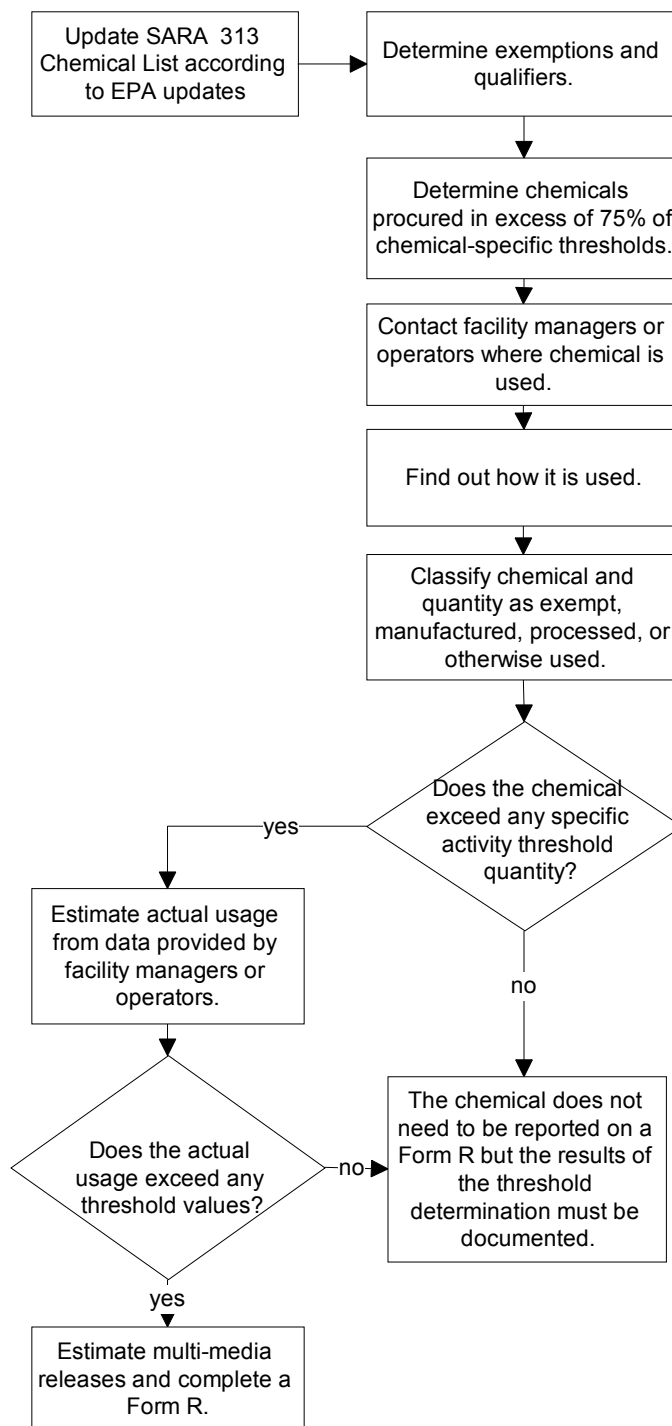 Update SARA 313
Chemical List according
to EPA updates
Determine exemptions and
qualifiers.
Determine chemicals
procured in excess of 75% of
chemical-specific thresholds.
Contact facility managers or
operators where chemical is
used.
Find out how it is used.
Classify chemical and
quantity as exempt,
manufactured, processed, or
otherwise used.
Does the chemical
exceed any specific
activity threshold
quantity?
yes
Estimate actual usage
from data provided by
facility managers or
operators.
no
Does the actual
usage exceed any
threshold values?
no
The chemical does not
need to be reported on a
Form R but the results of
the threshold
determination must be
documented.
yes
Estimate multi-media
releases and complete a
Form R.